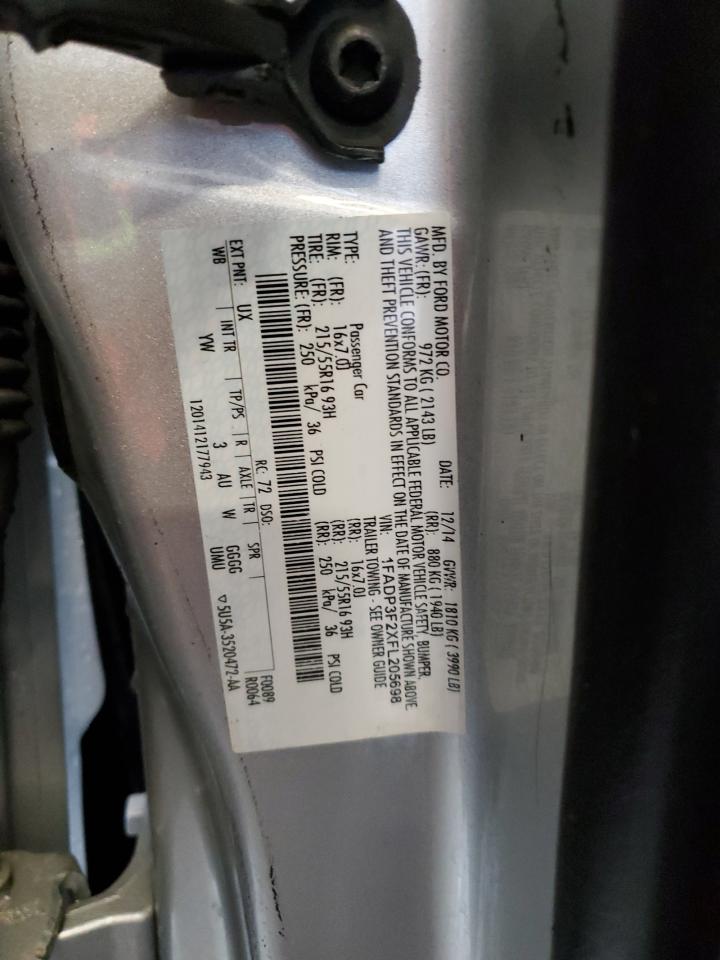 MFD. BY FORD MOTOR CO. DATE: 12/14 GVWR: 1810 KG ( 3990 LB)
GAWR: (FR): 972 KG ( 2143 LB) (RR): 880 KG ( 1940 LB)
THIS VEHICLE CONFORMS TO ALL APPLICABLE FEDERAL MOTOR VEHICLE SAFETY, BUMPER,
AND THEFT PREVENTION STANDARDS IN EFFECT ON THE DATE OF MANUFACTURE SHOWN ABOVE.
VIN: 1FADP3F2XFL205698
TYPE: Passenger Car TRAILER TOWING - SEE OWNER GUIDE
RIM: (FR): 16x7.0J (RR): 16x7.0J
TIRE: (FR): 215/55R16 93H (RR): 215/55R16 93H
PRESSURE: (FR): 250 kPa/ 36 PSI COLD (RR): 250 kPa/ 36 PSI COLD
F0089
RC: 72 DSO: R0064
EXT PNT: UX
WB INT TR TP/PS R AXLE TR SPR
YW 3 AU W GGGG ▽5U5A-3520472-AA
1201412177943 UMU